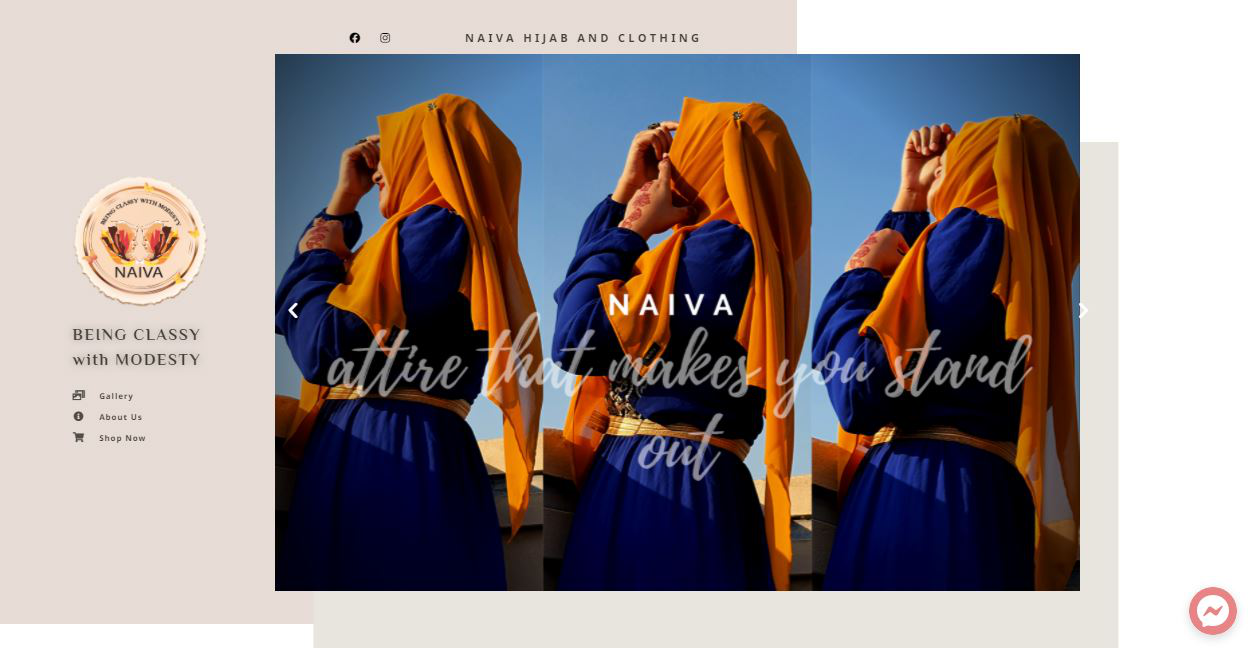 NAIVA HIJAB AND CLOTHING
BEING CLASSY WITH MODESTY
NAIVA
BEING CLASSY
with MODESTY
Gallery
About Us
Shop Now
NAIVA
attire that makes you stand
out